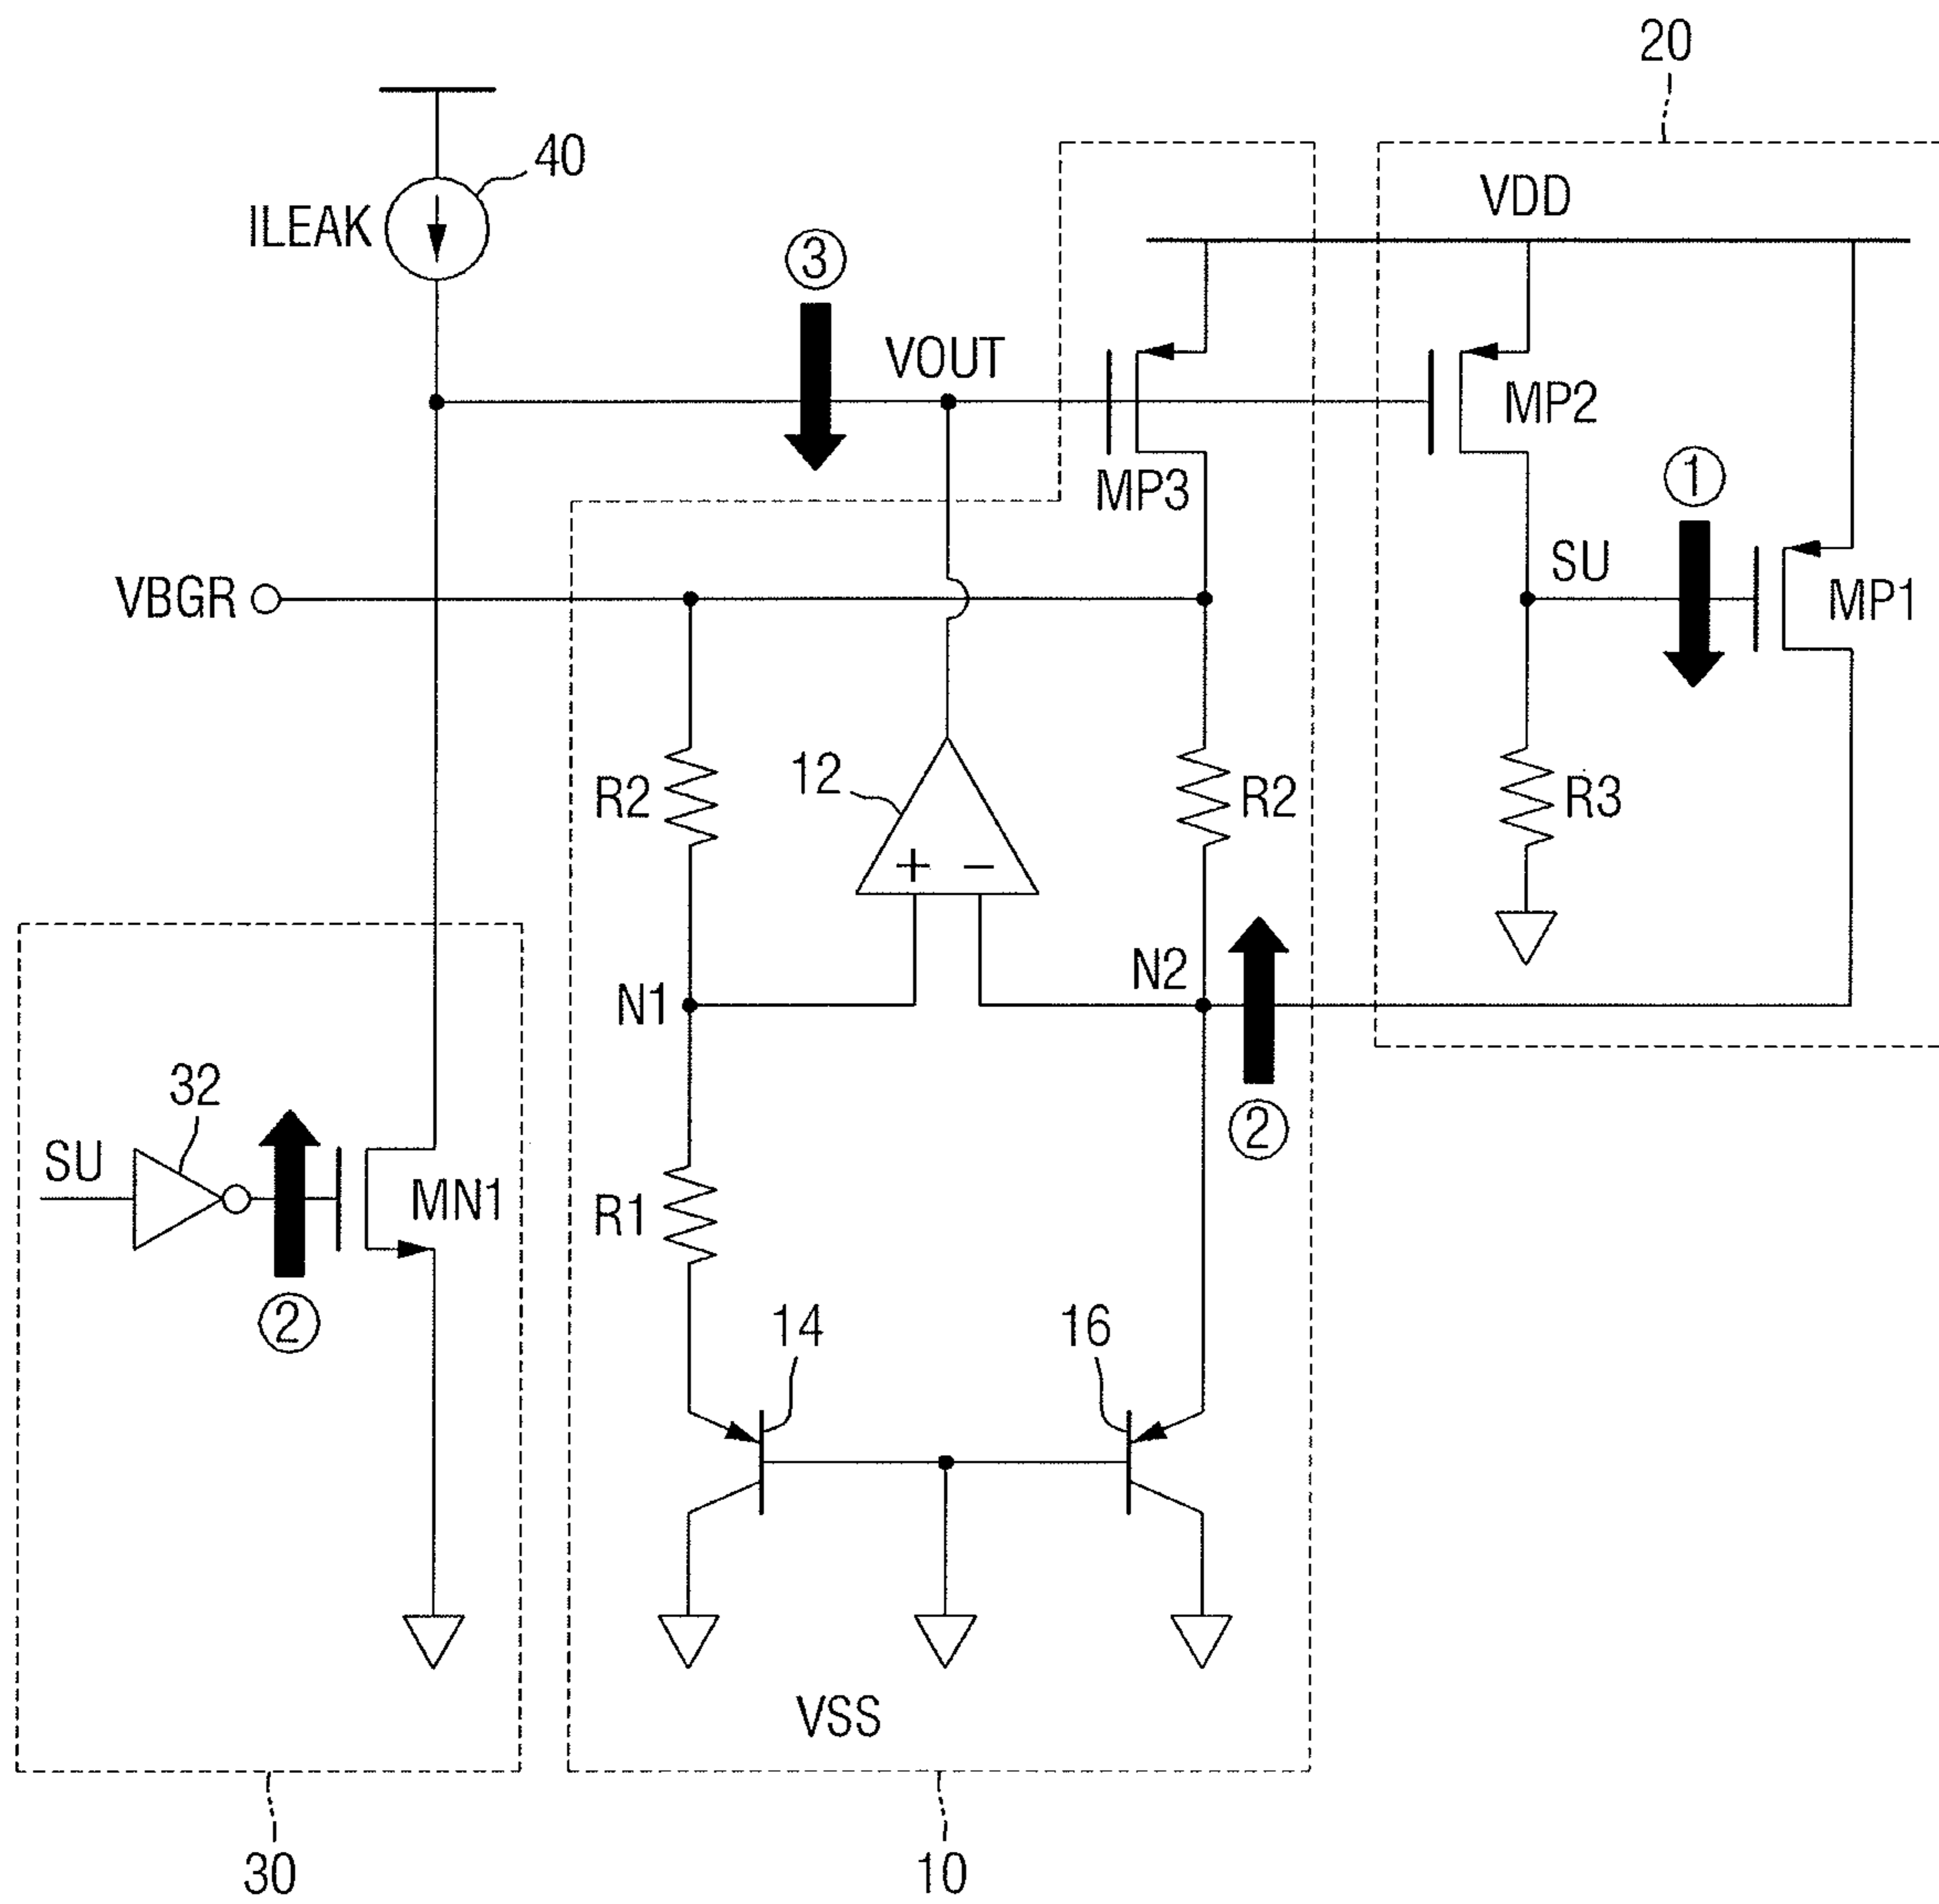 20
40
VDD
ILEAK
③
VOUT
MP2
MP3
①
SU
VBGR
MP1
12
R2
R2
R3
+ −
N2
N1
②
32
SU
MN1
R1
②
14
16
VSS
30
10